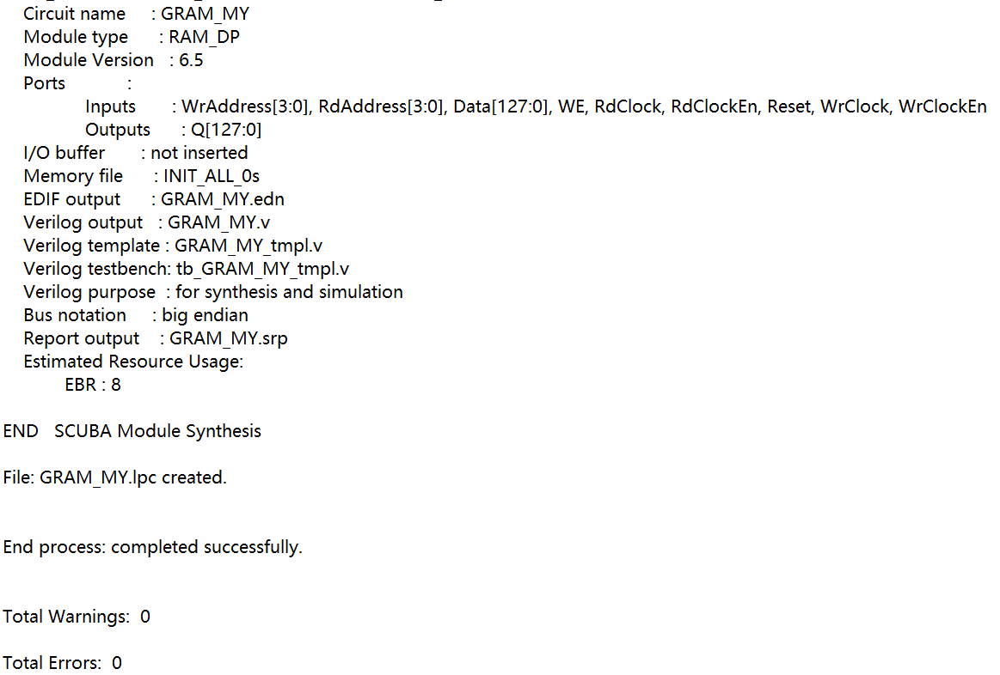 Circuit name : GRAM_MY
Module type : RAM_DP
Module Version : 6.5
Ports :
Inputs : WrAddress[3:0], RdAddress[3:0], Data[127:0], WE, RdClock, RdClockEn, Reset, WrClock, WrClockEn
Outputs : Q[127:0]
I/O buffer : not inserted
Memory file : INIT_ALL_0s
EDIF output : GRAM_MY.edn
Verilog output : GRAM_MY.v
Verilog template : GRAM_MY_tmpl.v
Verilog testbench: tb_GRAM_MY_tmpl.v
Verilog purpose : for synthesis and simulation
Bus notation : big endian
Report output : GRAM_MY.srp
Estimated Resource Usage:
EBR : 8
END SCUBA Module Synthesis
File: GRAM_MY.lpc created.
End process: completed successfully.
Total Warnings: 0
Total Errors: 0